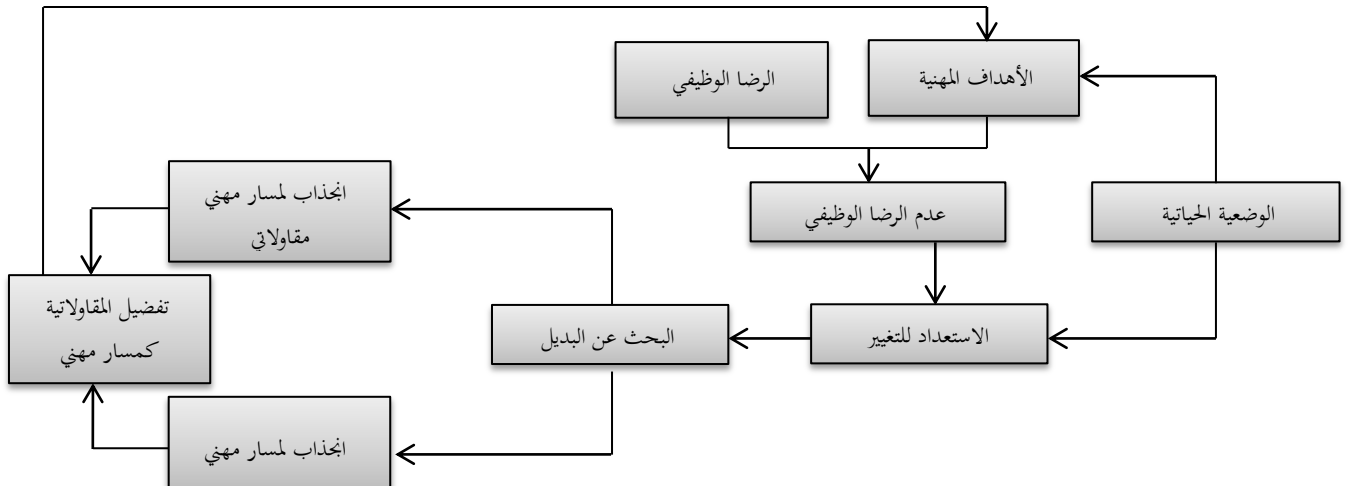 الأهداف المهنية
الرضا الوظيفي
انجذاب لمسار مهني
مقاولاتي
عدم الرضا الوظيفي
الوضعية الحياتية
تفضيل المقاولاتية
كمسار مهني
البحث عن البديل
الاستعداد للتغيير
انجذاب لمسار مهني